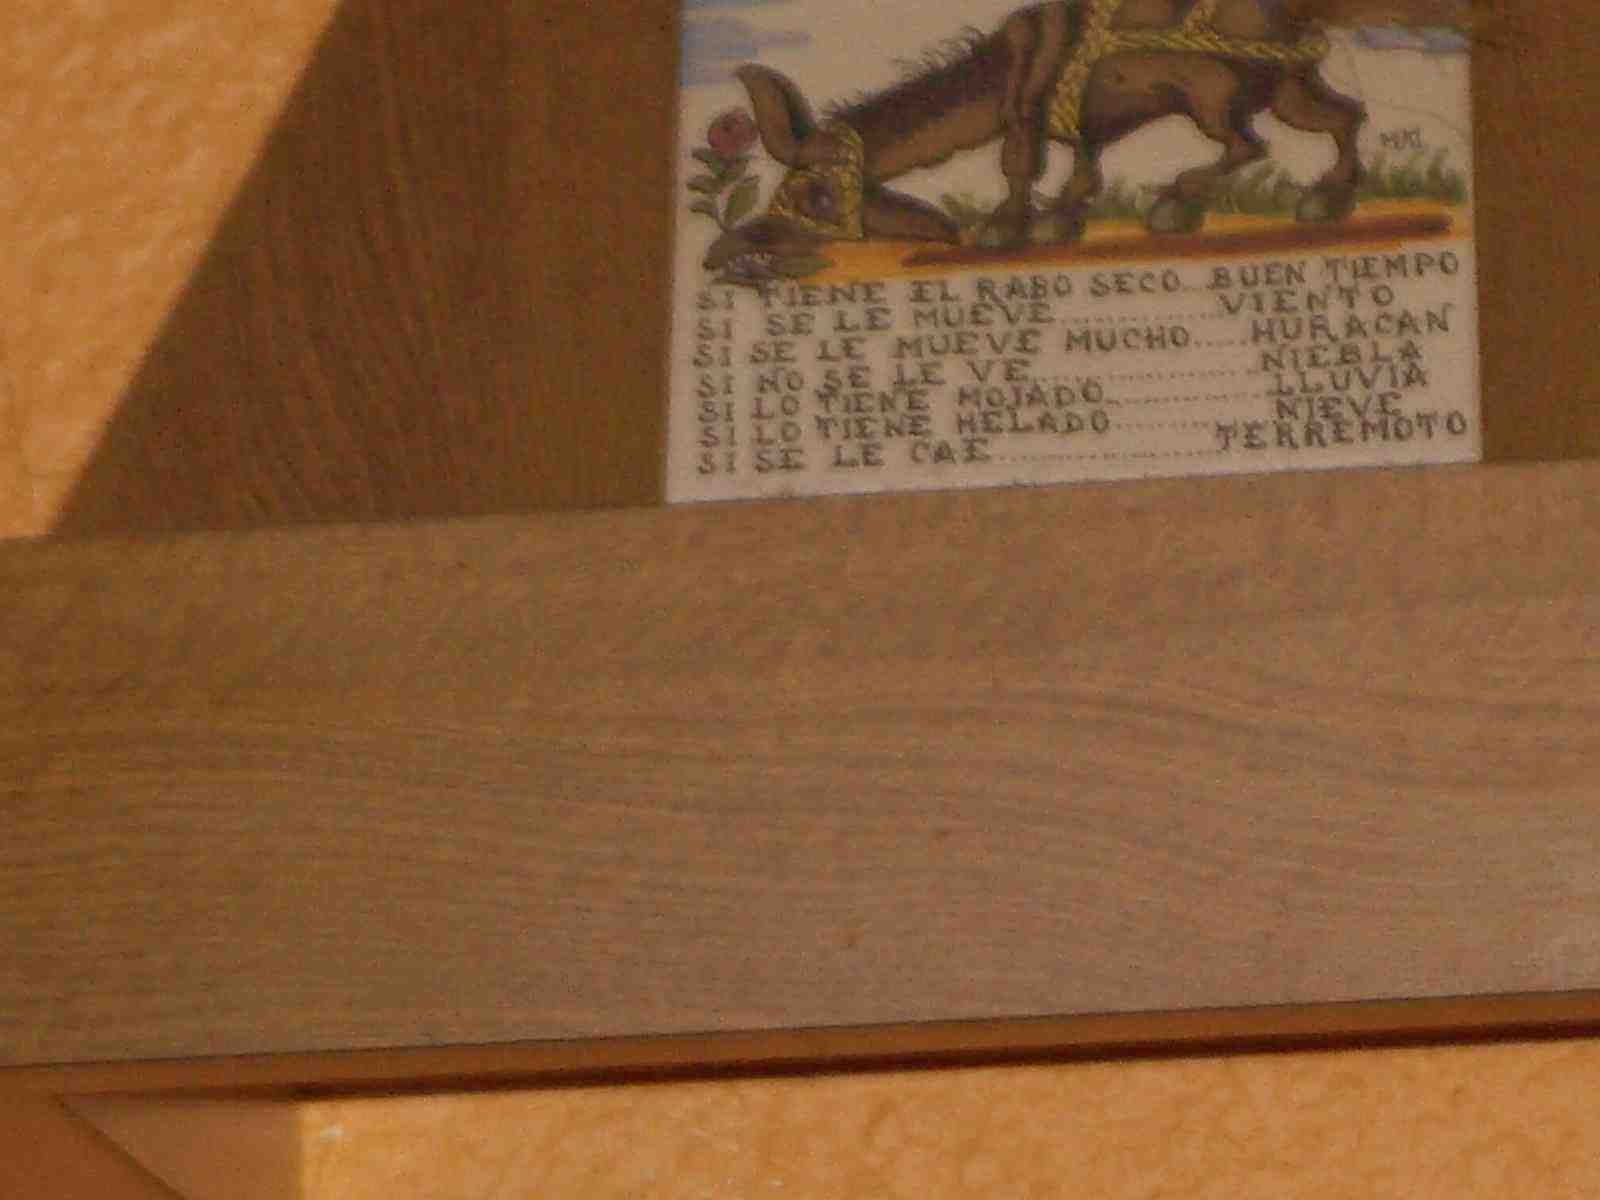 MAT
SI TIENE EL RABO SECO...BUEN TIEMPO
SI SE LE MUEVE..............VIENTO
SI SE LE MUEVE MUCHO.....HURACAN
SI NO SE LE VE..................NIEBLA
SI LO TIENE MOJADO..............LLUVIA
SI LO TIENE HELADO..............NIEVE
SI SE LE CAE....................TERREMOTO